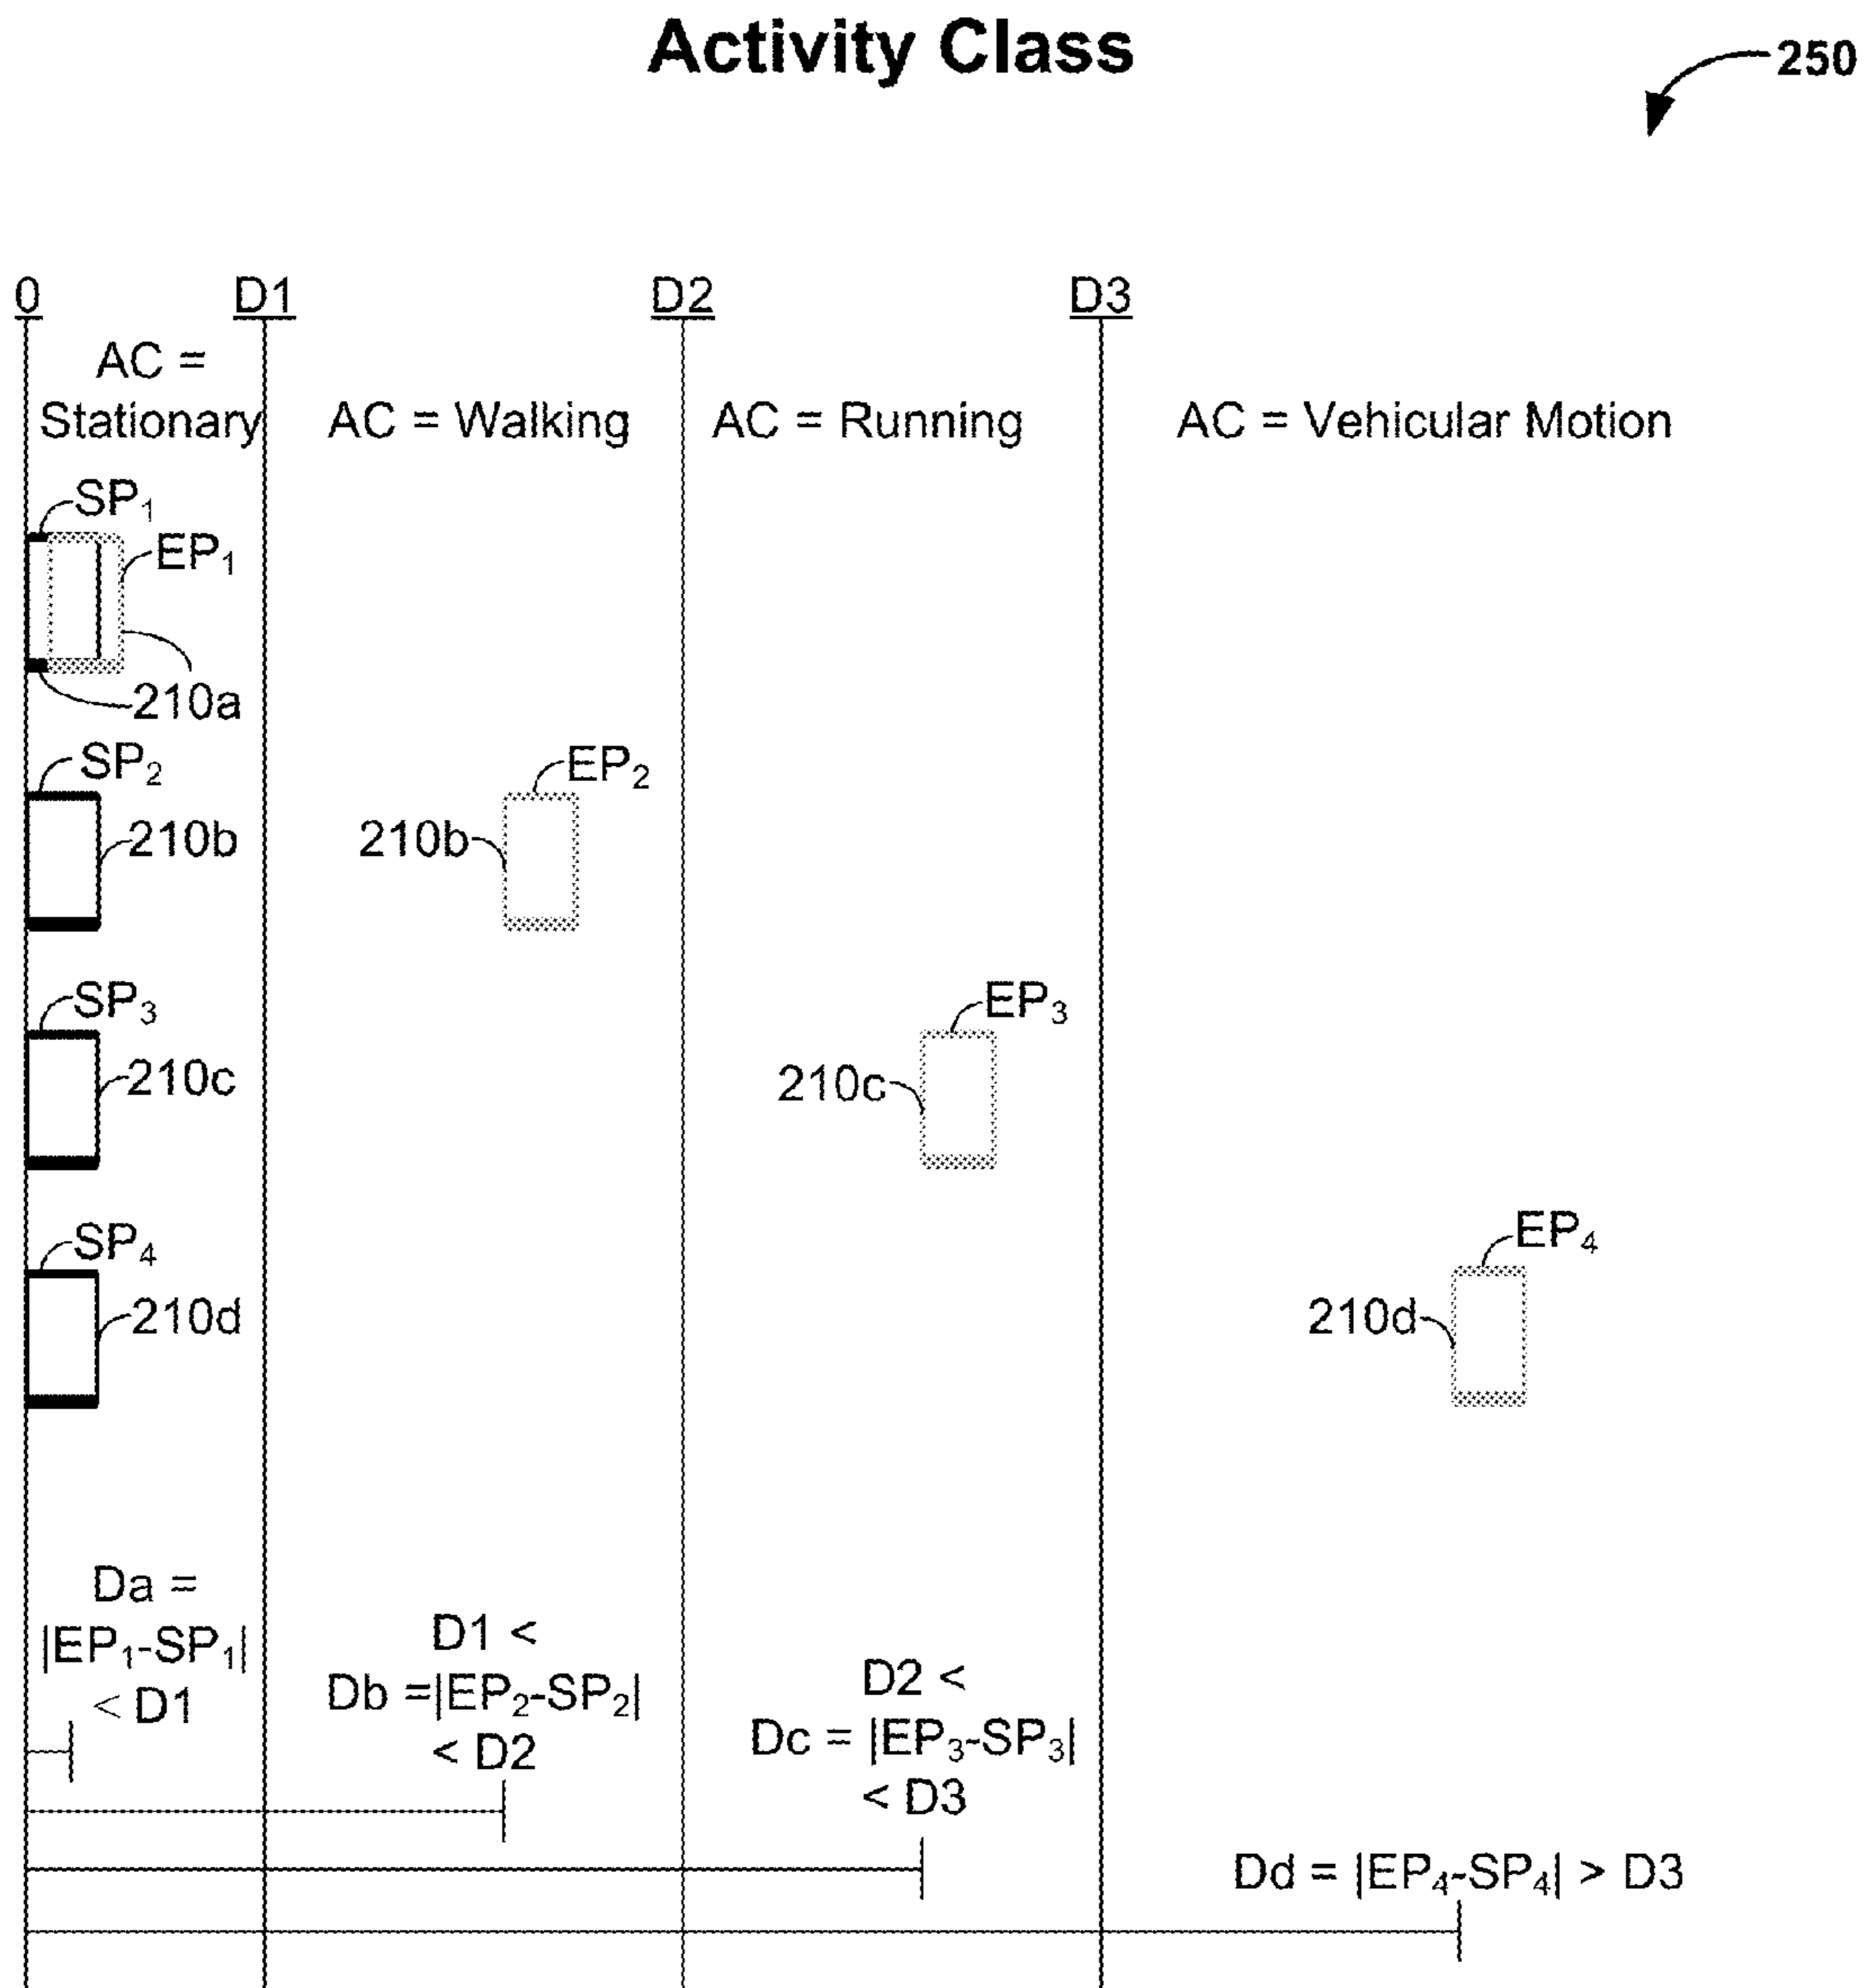 Activity Class
250
0
D1
D2
D3
AC =
Stationary
AC = Walking
AC = Running
AC = Vehicular Motion
SP₁
EP₁
210a
SP₂
210b
EP₂
210b
SP₃
210c
EP₃
210c
SP₄
210d
EP₄
210d
Da =
|EP₁-SP₁|
< D1
D1 <
Db =|EP₂-SP₂|
< D2
D2 <
Dc = |EP₃-SP₃|
< D3
Dd = |EP₄-SP₄| > D3